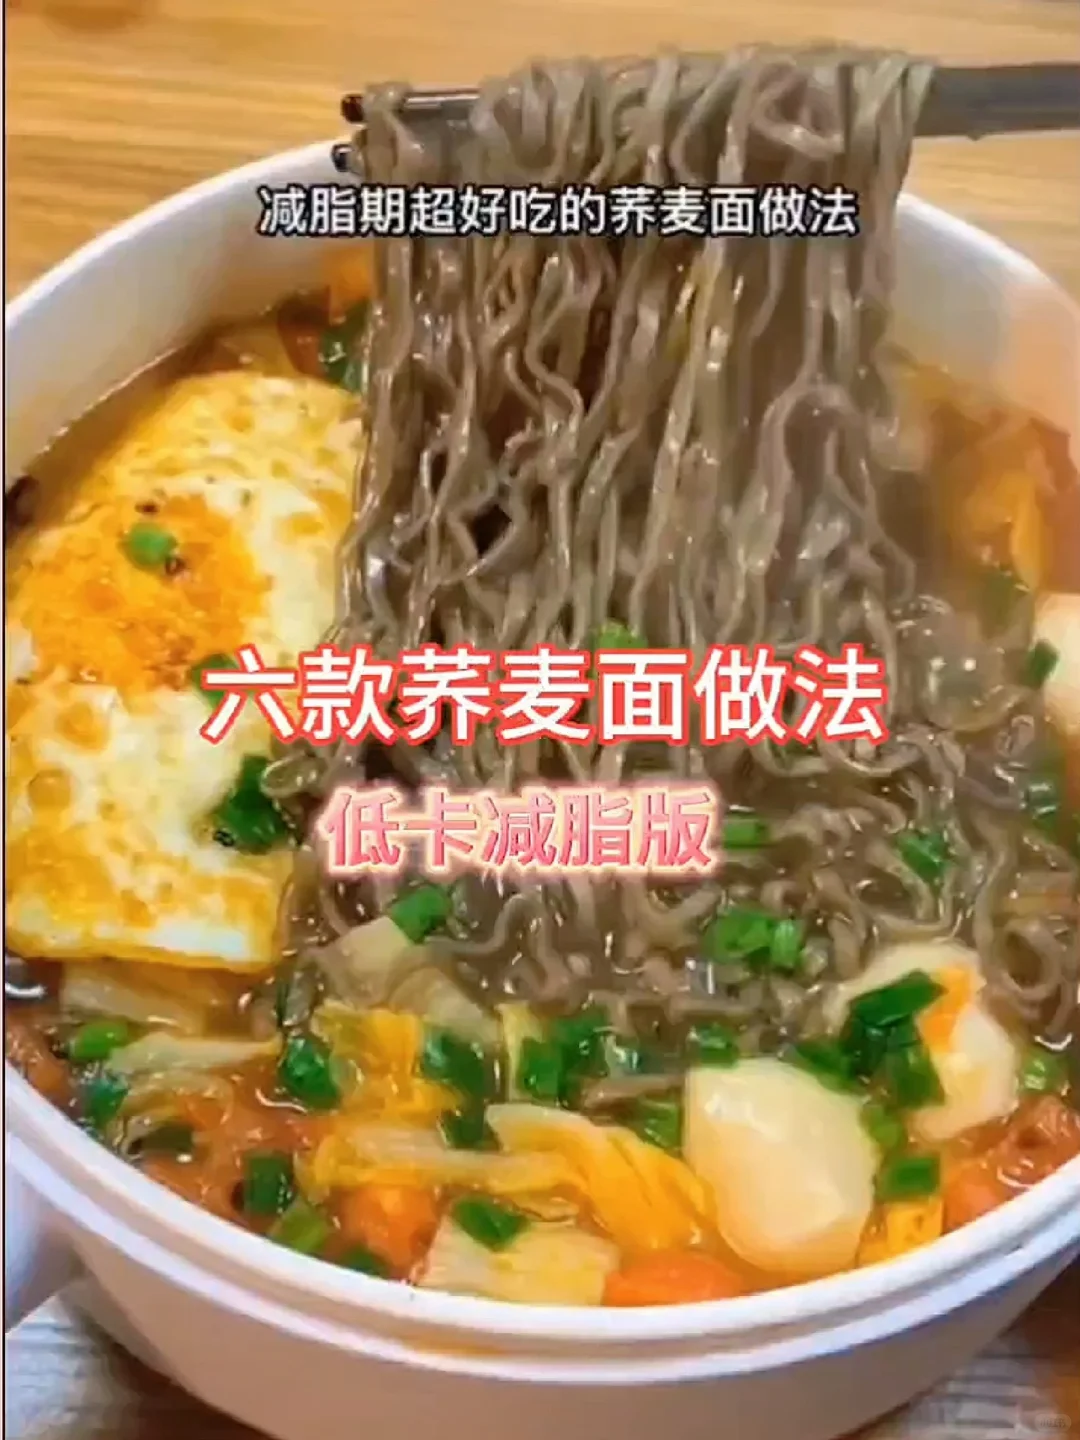 减脂期超好吃的荞麦面做法
六款荞麦面做法
低卡减脂版